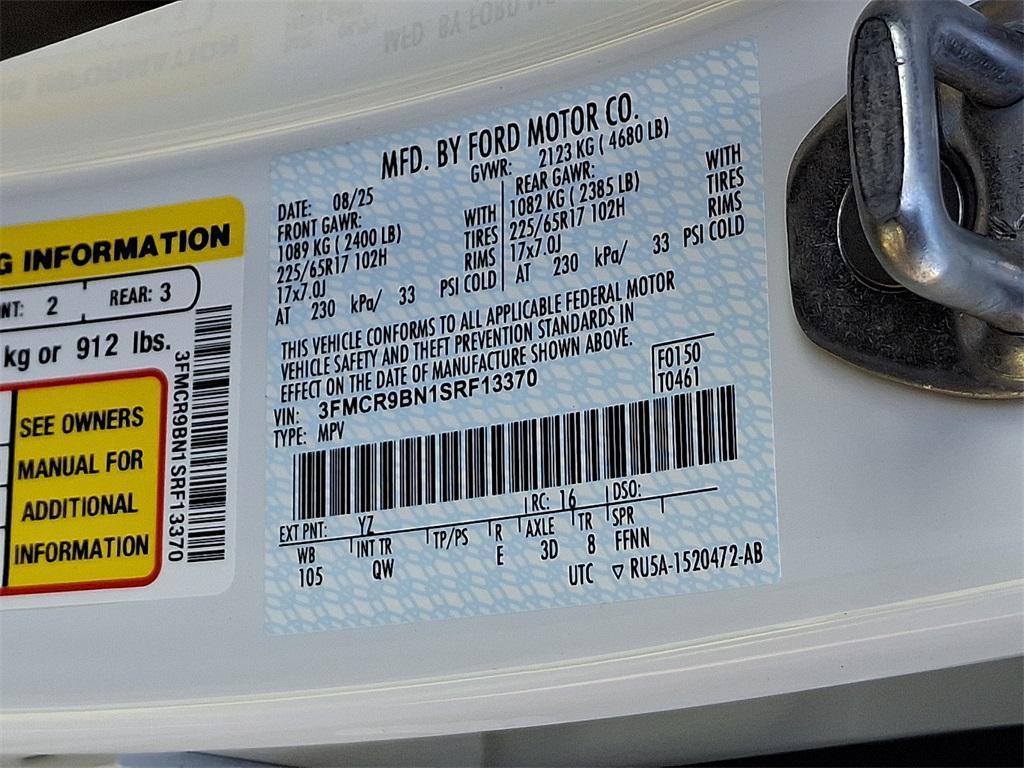 G INFORMATION
NT: 2 REAR: 3
kg or 912 lbs.
SEE OWNERS
MANUAL FOR
ADDITIONAL
INFORMATION
3FMCR9BN1SRF13370
MFD. BY FORD MOTOR CO.
DATE: 08/25 GVWR: 2123 KG ( 4680 LB)
FRONT GAWR: REAR GAWR:
1089 KG ( 2400 LB) WITH 1082 KG ( 2385 LB) WITH
225/65R17 102H TIRES 225/65R17 102H TIRES
17x7.0J RIMS 17x7.0J RIMS
AT 230 kPa/ 33 PSI COLD AT 230 kPa/ 33 PSI COLD
THIS VEHICLE CONFORMS TO ALL APPLICABLE FEDERAL MOTOR
VEHICLE SAFETY AND THEFT PREVENTION STANDARDS IN
EFFECT ON THE DATE OF MANUFACTURE SHOWN ABOVE.
VIN: 3FMCR9BN1SRF13370 F0150
TYPE: MPV T0461
EXT PNT: YZ RC: 16 DSO:
WB INT TR TP/PS R AXLE TR SPR
105 QW E 3D 8 FFNN
UTC ▽ RU5A-1520472-AB